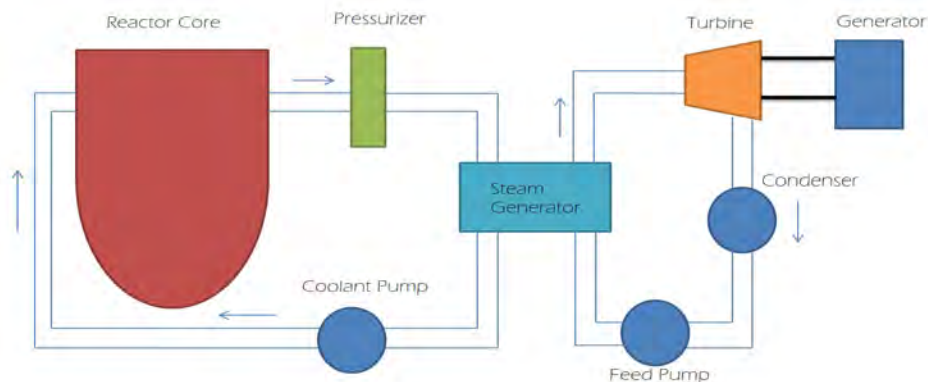 Reactor Core
Pressurizer
Turbine
Generator
Steam
Generator
Condenser
Coolant Pump
Feed Pump